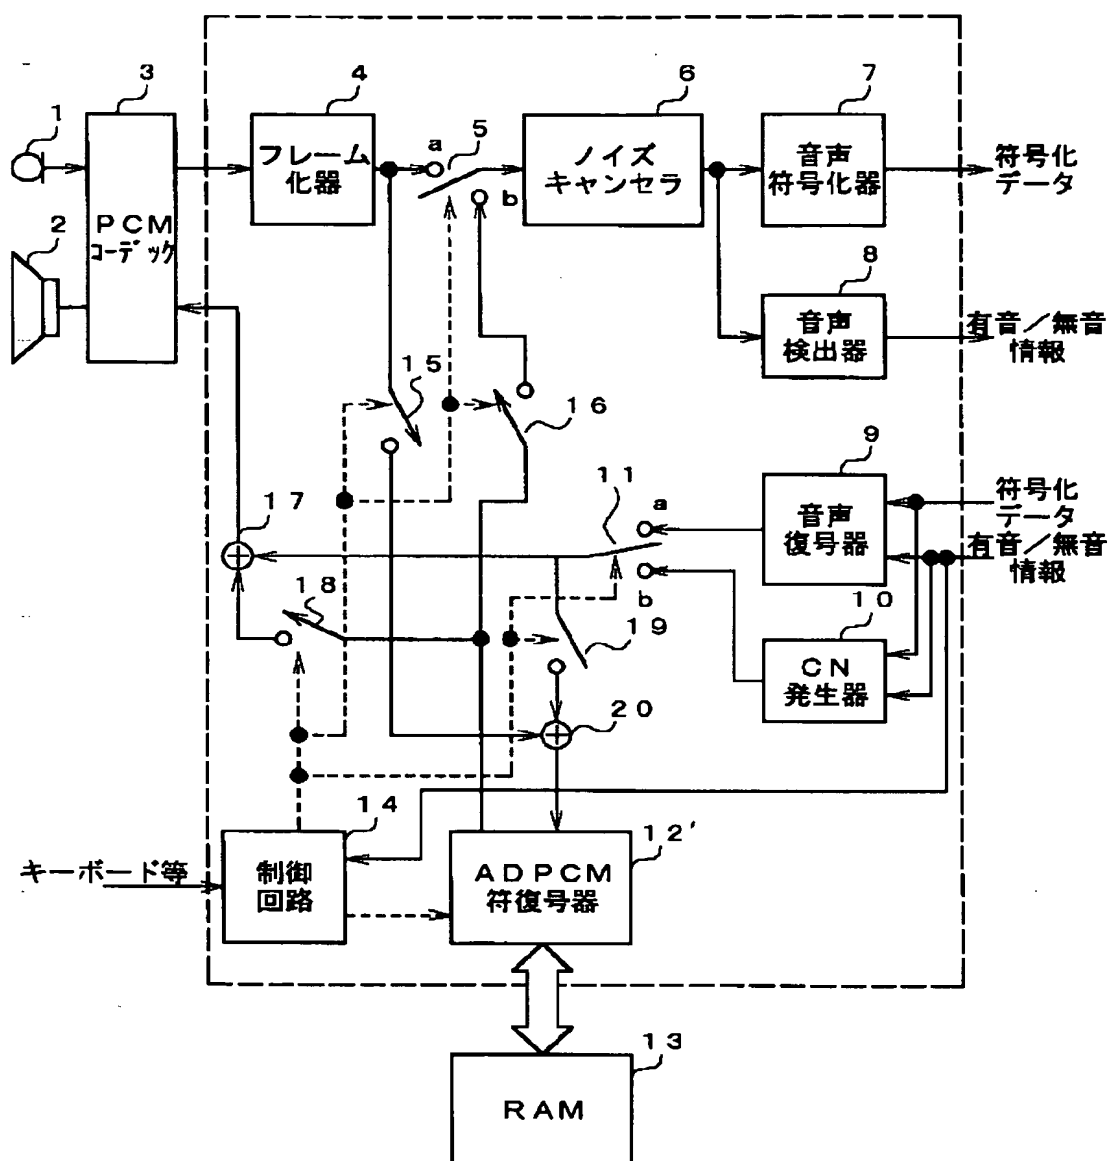 1
2
3
PCM
コーデック
4
フレーム
化器
a
5
b
6
ノイズ
キャンセラ
7
音声
符号化器
符号化
データ
8
音声
検出器
有音/無音
情報
15
16
9
音声
復号器
符号化
データ
有音/無音
情報
11
a
b
17
18
19
10
CN
発生器
20
キーボード等
14
制御
回路
12'
ADPCM
符復号器
13
RAM